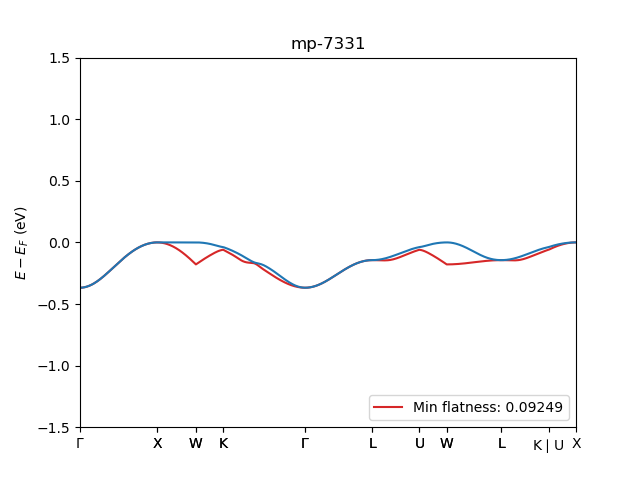 mp-7331
1.5
1.0
0.5
0.0
−0.5
−1.0
−1.5
E − E_F (eV)
Min flatness: 0.09249
Γ X W K Γ L U W L K | U X